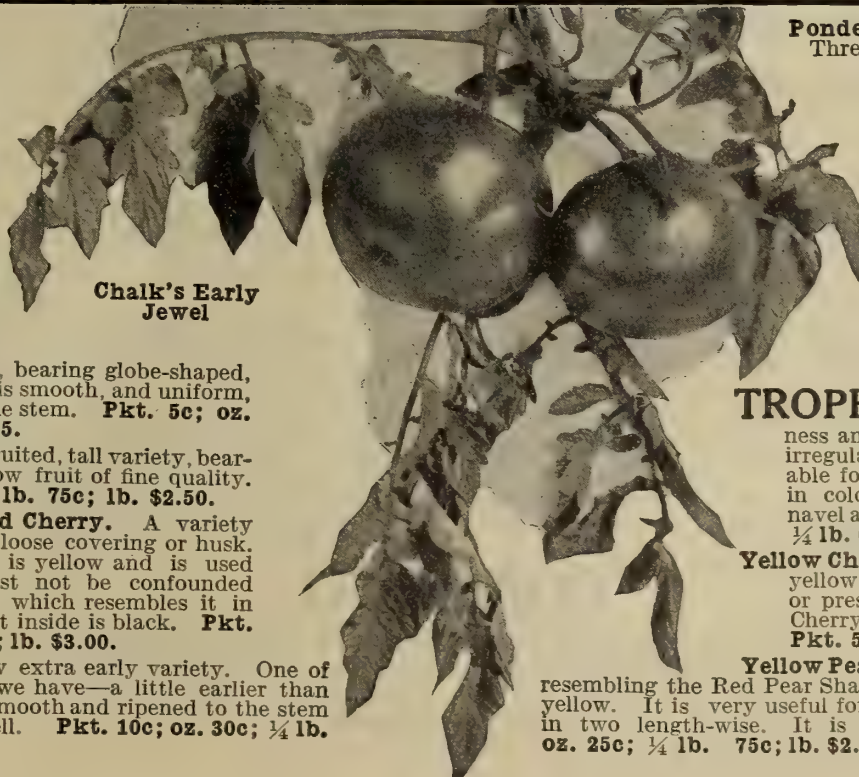 Chalk's Early
Jewel
, bearing globe-shaped,
is smooth, and uniform,
e stem. Pkt. 5c; oz.
5.
uited, tall variety, bear-
ow fruit of fine quality.
lb. 75c; lb. $2.50.
d Cherry. A variety
loose covering or husk.
is yellow and is used
st not be confounded
which resembles it in
t inside is black. Pkt.
; lb. $3.00.
y extra early variety. One of
we have—a little earlier than
mooth and ripened to the stem
ell. Pkt. 10c; oz. 30c; ¼ lb.
Ponde
Thre
TROPH
ness an
irregula
able fo
in colo
navel a
¼ lb.
Yellow Ch
yellow
or pres
Cherry
Pkt. 5
Yellow Pea
resembling the Red Pear Sha
yellow. It is very useful fo
in two length-wise. It is
oz. 25c; ¼ lb. 75c; lb. $2.